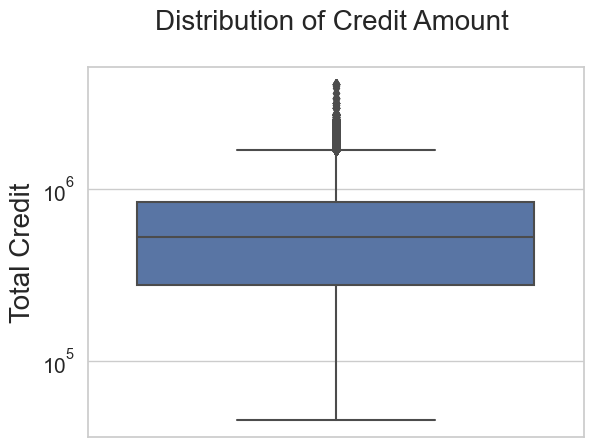 Distribution of Credit Amount
Total Credit
10^6
10^5